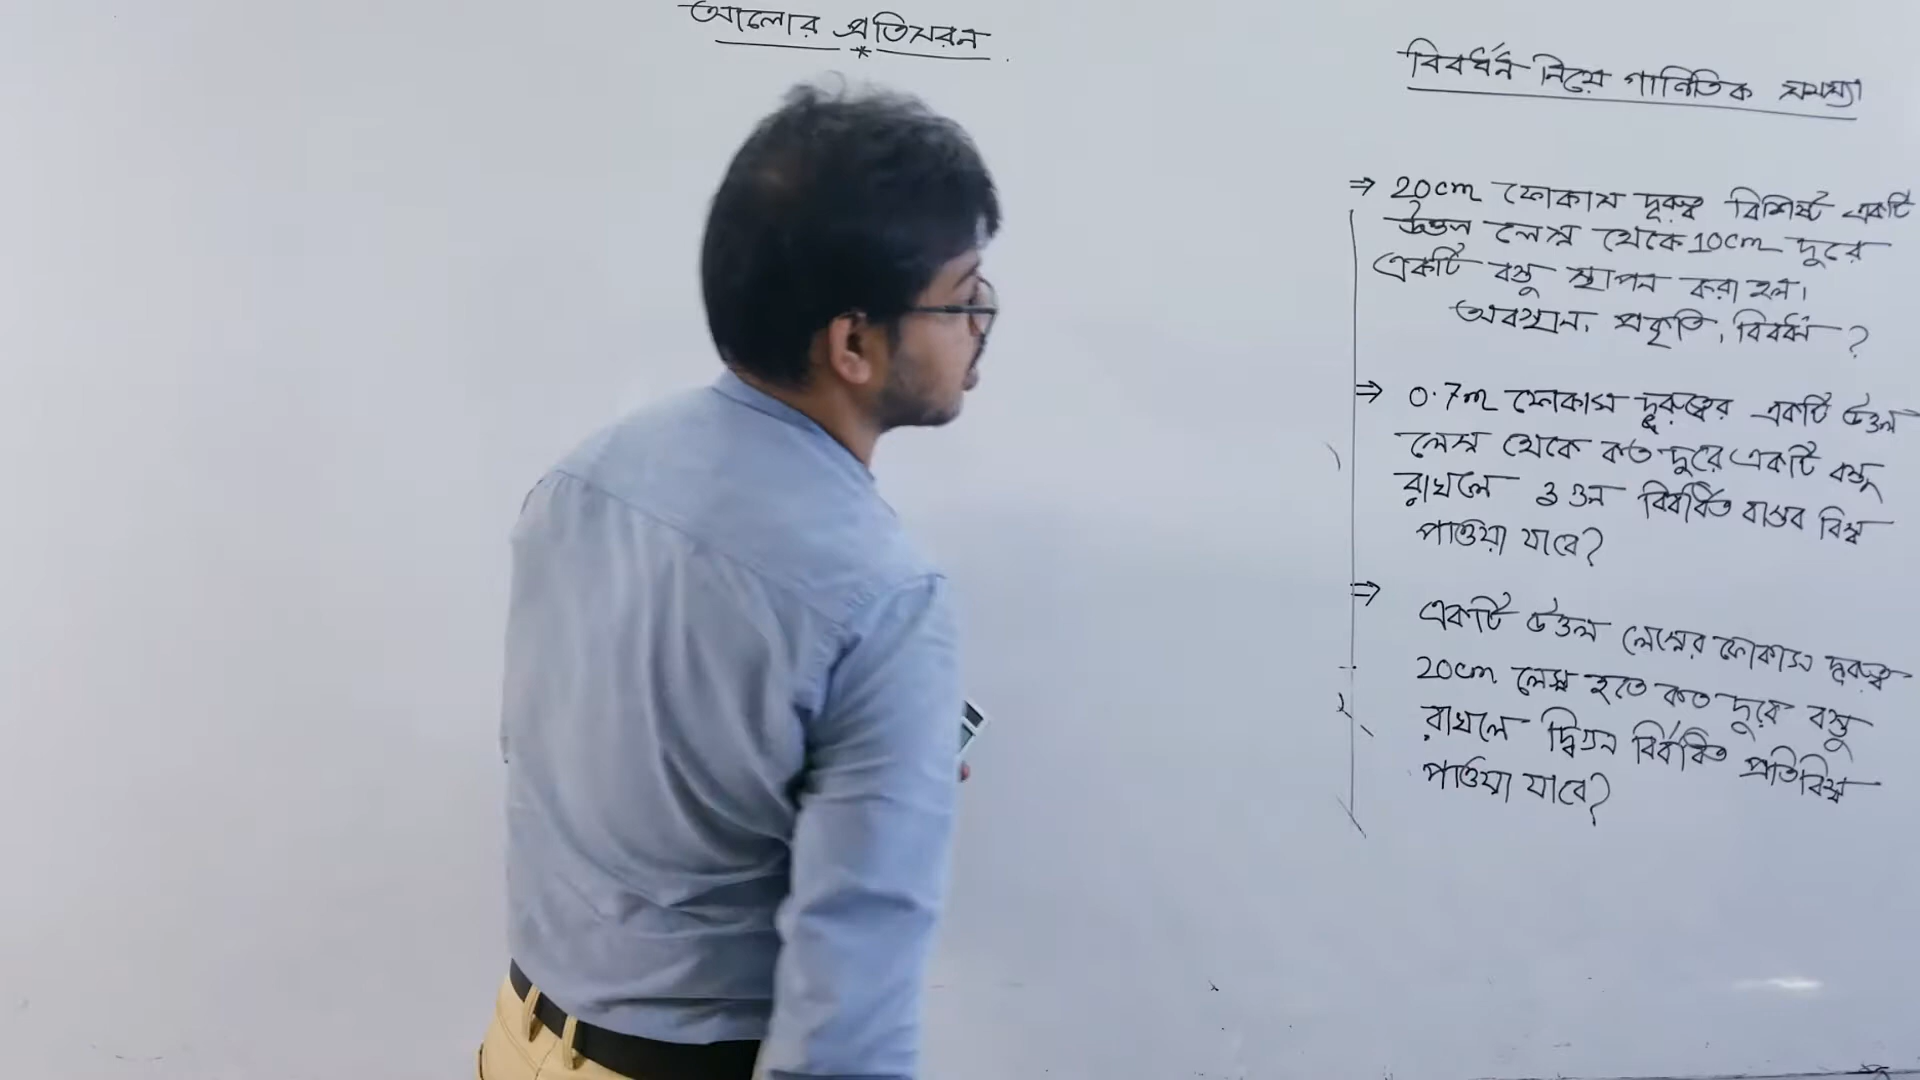 আলোর প্রতিসরন
বিবর্ধন নিয়ে গানিতিক সমস্যা
⇒ 20cm ফোকাস দূরত্ব বিশিষ্ট একটি
উত্তল লেন্স থেকে 10cm দূরে
একটি বস্তু স্থাপন করা হল।
অবস্থান, প্রকৃতি, বিবর্ধন ?
⇒ 0.7m ফোকাস দূরত্বের একটি উত্তল
লেন্স থেকে কত দূরে একটি বস্তু
রাখলে ৩ গুন বিবর্ধিত বাস্তব বিম্ব
পাওয়া যাবে?
⇒ একটি উত্তল লেন্সের ফোকাস দূরত্ব
20cm লেন্স হতে কত দূরে বস্তু
রাখলে দ্বিগুন বিবর্ধিত প্রতিবিম্ব
পাওয়া যাবে?